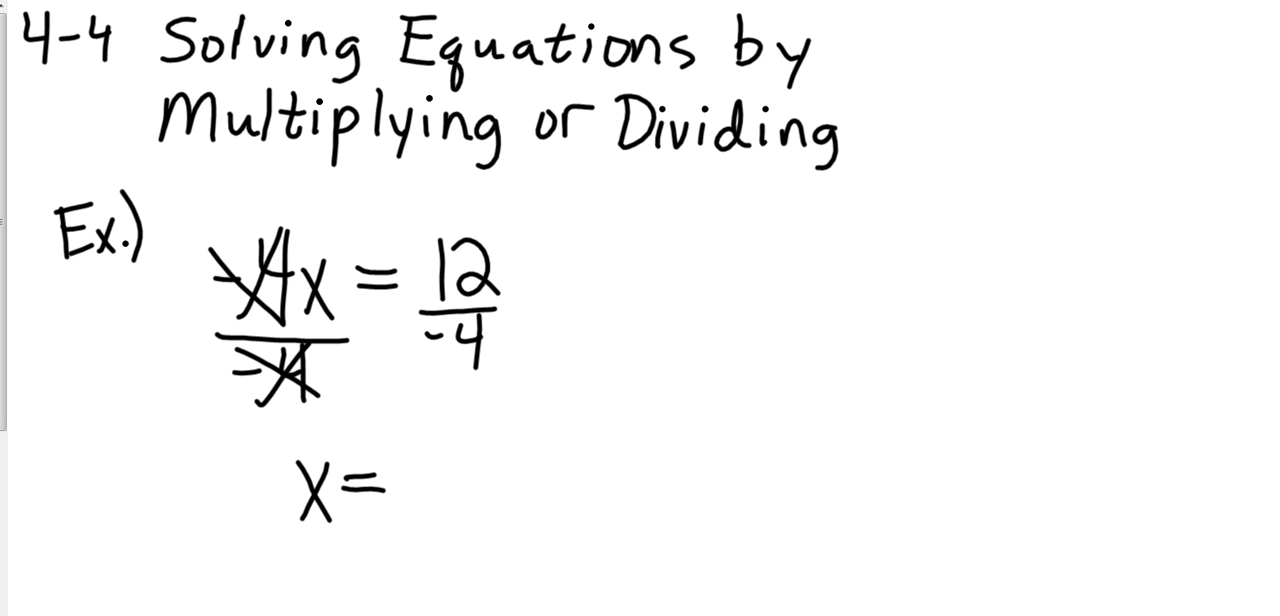 4-4 Solving Equations by
Multiplying or Dividing
Ex.)
-4x = 12
-4 -4
x =